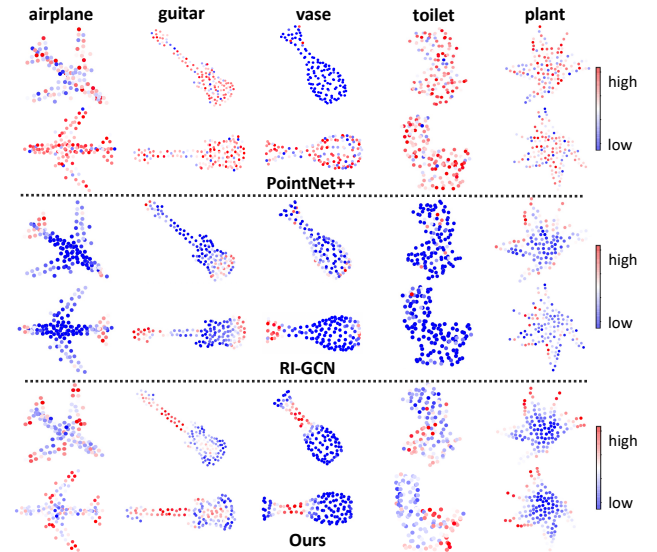 airplane guitar vase toilet plant
high
low
PointNet++
high
low
RI-GCN
high
low
Ours